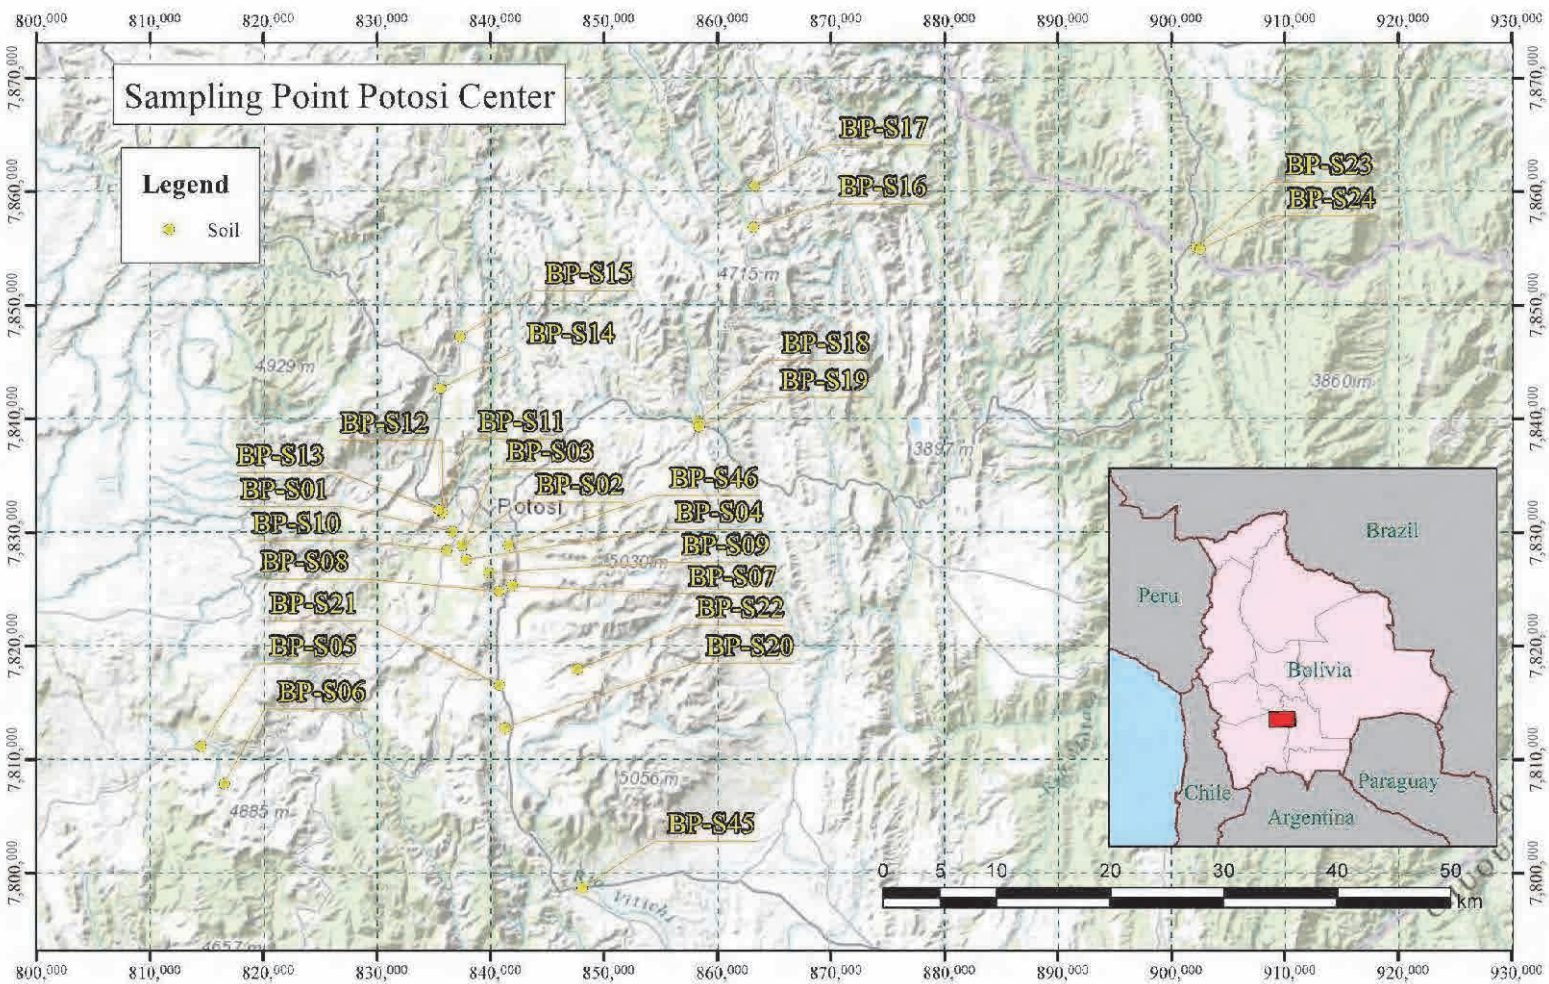 800,000 810,000 820,000 830,000 840,000 850,000 860,000 870,000 880,000 890,000 900,000 910,000 920,000 930,000
7,870,000
7,870,000
Sampling Point Potosi Center
BP-S17
Legend
BP-S16
BP-S23
BP-S24
7,860,000
7,860,000
Soil
BP-S15
4715 m
7,850,000
7,850,000
BP-S14
BP-S18
4929 m
BP-S19
3860 m
7,840,000
7,840,000
BP-S12
BP-S11
BP-S13
BP-S03
3897 m
BP-S01
BP-S02
BP-S46
Potosi
BP-S10
BP-S04
7,830,000
7,830,000
Brazil
BP-S08
5030 m
BP-S09
BP-S07
Peru
BP-S21
BP-S22
BP-S05
BP-S20
7,820,000
7,820,000
Bolivia
BP-S06
7,810,000
7,810,000
5056 m
4885 m
Chile
Paraguay
Argentina
BP-S45
7,800,000
7,800,000
0 5 10 20 30 40 50
km
Rio Vitichi
4657 m
800,000 810,000 820,000 830,000 840,000 850,000 860,000 870,000 880,000 890,000 900,000 910,000 920,000 930,000